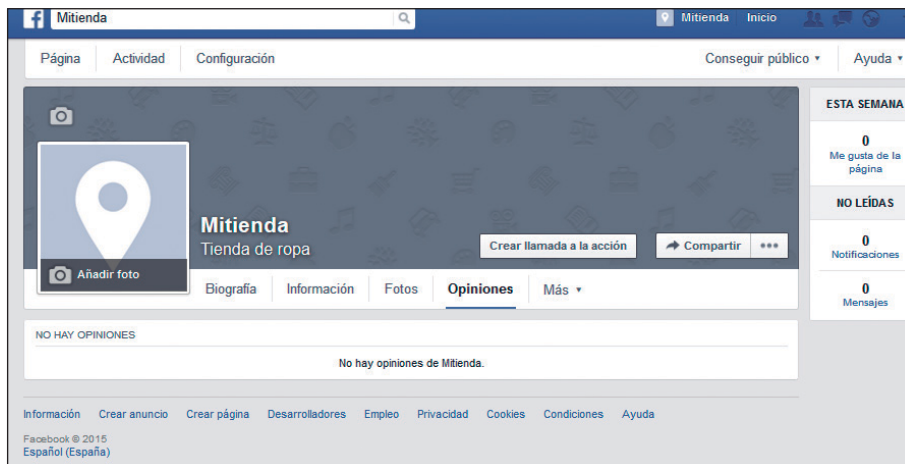 f Mitienda Mitienda Inicio
Página Actividad Configuración Conseguir público Ayuda
ESTA SEMANA
0
Me gusta de la
página
NO LEÍDAS
0
Notificaciones
0
Mensajes
Mitienda
Tienda de ropa
Crear llamada a la acción Compartir
Añadir foto
Biografía Información Fotos Opiniones Más
NO HAY OPINIONES
No hay opiniones de Mitienda.
Información Crear anuncio Crear página Desarrolladores Empleo Privacidad Cookies Condiciones Ayuda
Facebook © 2015
Español (España)